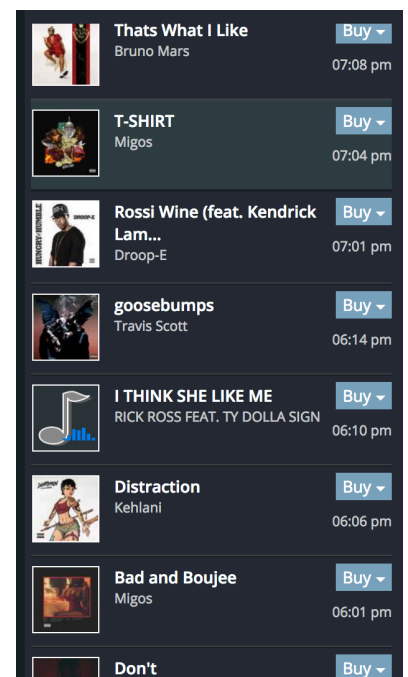 Thats What I Like
Buy
Bruno Mars
07:08 pm
T-SHIRT
Buy
Migos
07:04 pm
Rossi Wine (feat. Kendrick
Lam...
Buy
Droop-E
07:01 pm
HUNGRY&HUMBLE
DROOP-E
goosebumps
Buy
Travis Scott
06:14 pm
I THINK SHE LIKE ME
Buy
RICK ROSS FEAT. TY DOLLA SIGN
06:10 pm
Distraction
Buy
Kehlani
06:06 pm
Bad and Boujee
Buy
Migos
06:01 pm
Don't
Buy